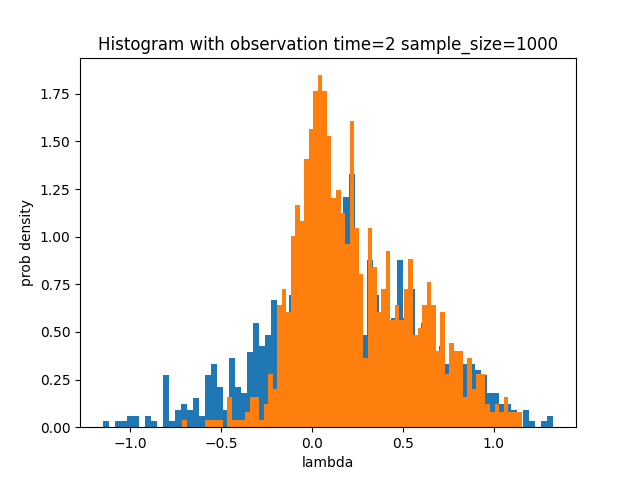 Histogram with observation time=2 sample_size=1000
1.75
1.50
1.25
1.00
0.75
0.50
0.25
0.00
prob density
−1.0 −0.5 0.0 0.5 1.0
lambda